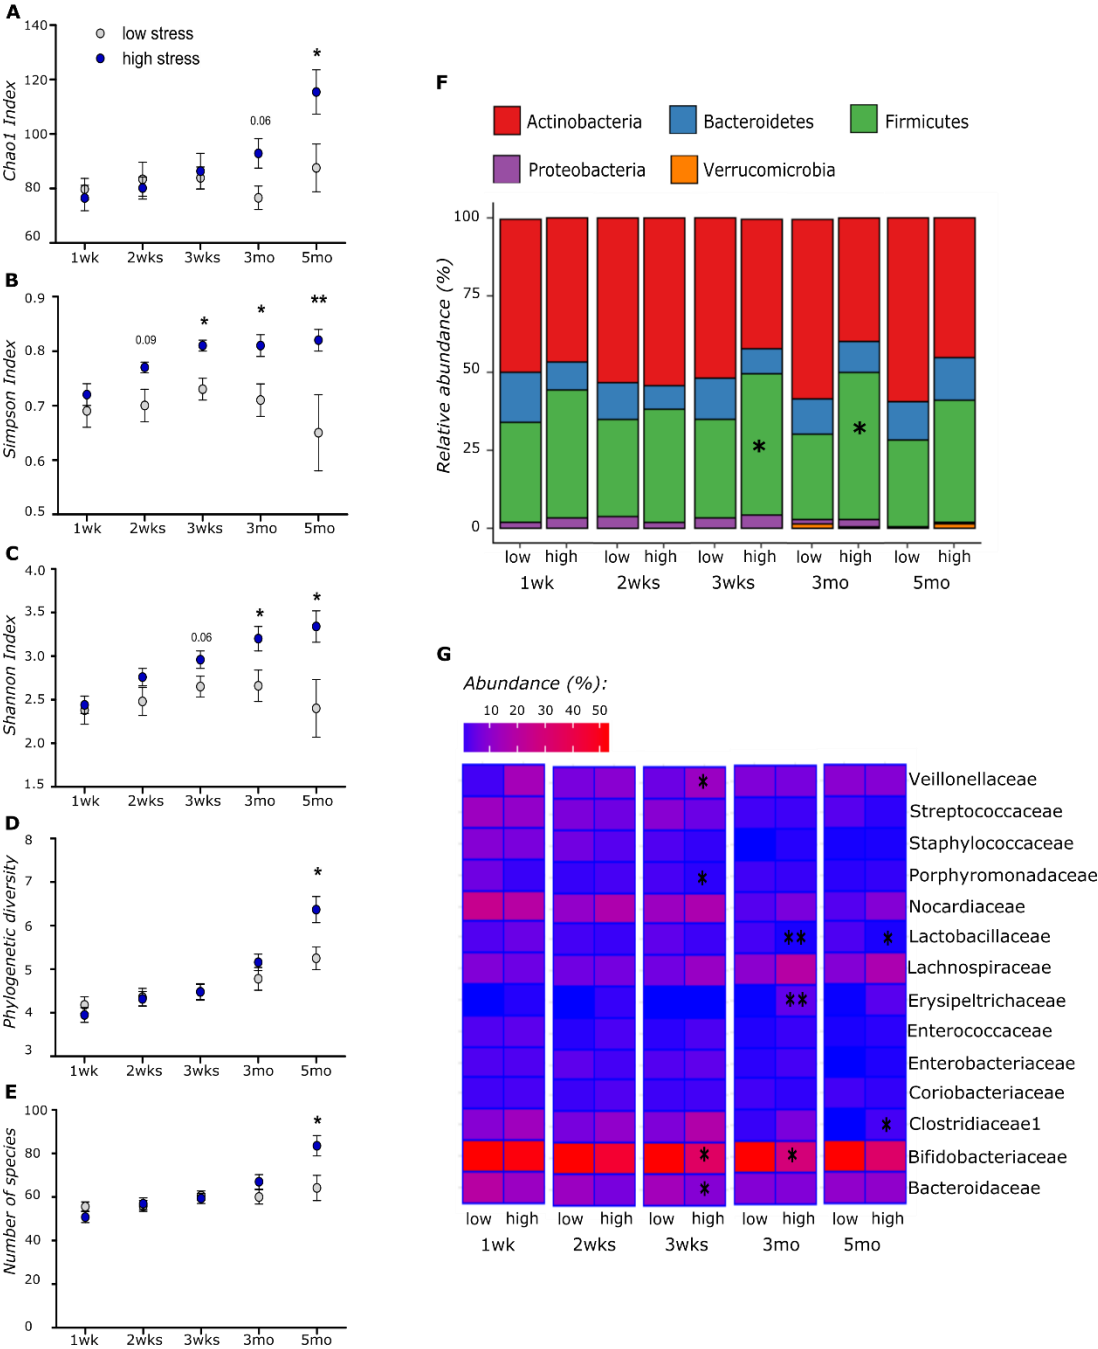 A
140
120
100
80
60
Chao1 Index
low stress
high stress
0.06
*
1wk 2wks 3wks 3mo 5mo
B
0.9
0.8
0.7
0.6
0.5
Simpson Index
0.09
* * **
1wk 2wks 3wks 3mo 5mo
C
4.0
3.5
3.0
2.5
2.0
1.5
Shannon Index
0.06
* *
1wk 2wks 3wks 3mo 5mo
D
8
7
6
5
4
3
Phylogenetic diversity
*
1wk 2wks 3wks 3mo 5mo
E
100
80
60
40
20
0
Number of species
*
1wk 2wks 3wks 3mo 5mo
F
Actinobacteria Bacteroidetes Firmicutes
Proteobacteria Verrucomicrobia
100
75
50
25
0
Relative abundance (%)
* *
low high low high low high low high low high
1wk 2wks 3wks 3mo 5mo
G
Abundance (%):
10 20 30 40 50
* Veillonellaceae
Streptococcaceae
Staphylococcaceae
* Porphyromonadaceae
Nocardiaceae
** * Lactobacillaceae
Lachnospiraceae
** Erysipeltrichaceae
Enterococcaceae
Enterobacteriaceae
Coriobacteriaceae
* Clostridiaceae1
* * Bifidobacteriaceae
* Bacteroidaceae
low high low high low high low high low high
1wk 2wks 3wks 3mo 5mo